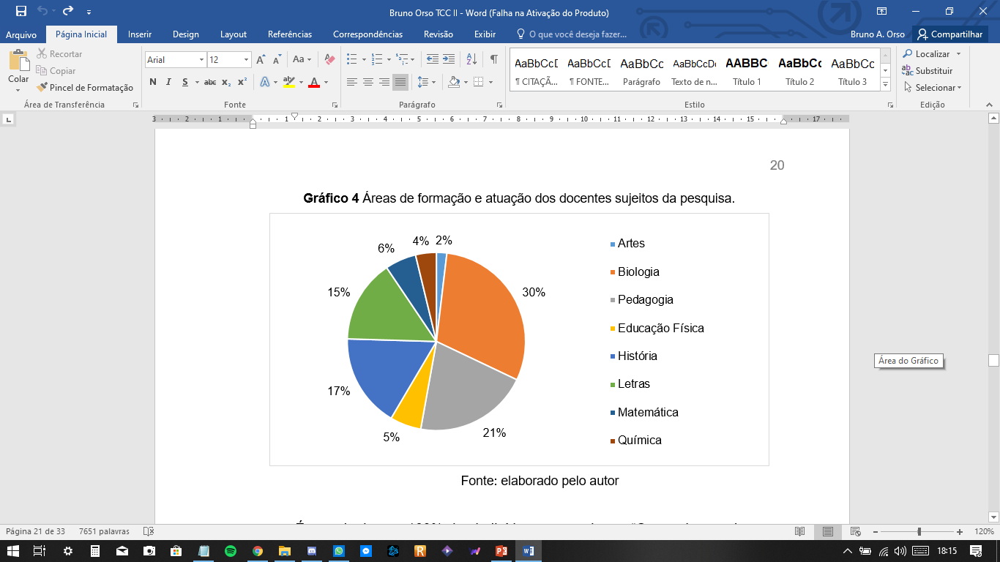 Bruno Orso TCC II - Word (Falha na Ativação do Produto)
Arquivo Página Inicial Inserir Design Layout Referências Correspondências Revisão Exibir O que você deseja fazer... Bruno A. Orso Compartilhar
Colar
Recortar
Copiar
Pincel de Formatação
Área de Transferência
Arial 12 Aa
N I S abc x₂ x² A ab A
Fonte
Parágrafo
AaBbCcD AaBbCcD AaBbCc AaBbCcDc AABBC AaBbCc AaBbCc
¶ CITAÇÃ... ¶ FONTE... Parágrafo Texto de n... Título 1 Título 2 Título 3
Estilo
Localizar
Substituir
Selecionar
Edição
3 2 1 1 2 3 4 5 6 7 8 9 10 11 12 13 14 15 17
20
Gráfico 4 Áreas de formação e atuação dos docentes sujeitos da pesquisa.
2%
30%
21%
5%
17%
15%
6%
4%
Artes
Biologia
Pedagogia
Educação Física
História
Letras
Matemática
Química
Fonte: elaborado pelo autor
Área do Gráfico
Página 21 de 33 7651 palavras 120%
18:15